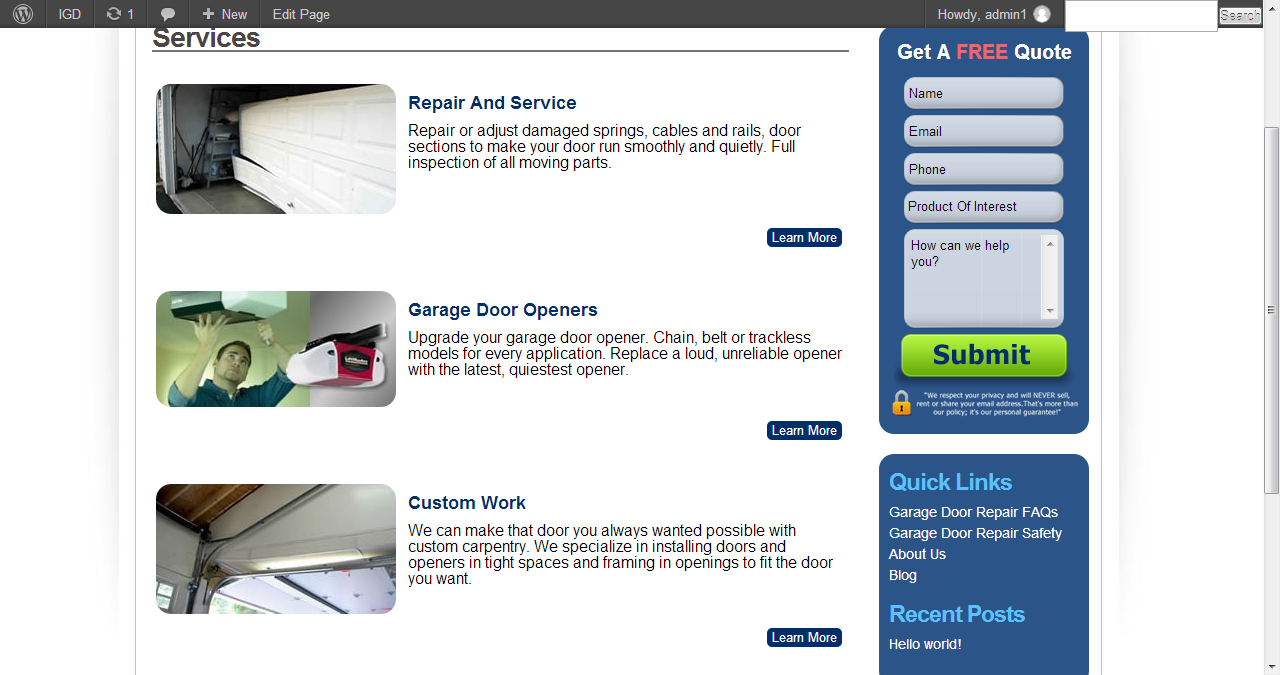 IGD 1 New Edit Page Howdy, admin1 Search
Services
Repair And Service
Repair or adjust damaged springs, cables and rails, door
sections to make your door run smoothly and quietly. Full
inspection of all moving parts.
Learn More
Garage Door Openers
Upgrade your garage door opener. Chain, belt or trackless
models for every application. Replace a loud, unreliable opener
with the latest, quiestest opener.
Learn More
Custom Work
We can make that door you always wanted possible with
custom carpentry. We specialize in installing doors and
openers in tight spaces and framing in openings to fit the door
you want.
Learn More
Get A FREE Quote
Name
Email
Phone
Product Of Interest
How can we help
you?
Submit
"We respect your privacy and will NEVER sell,
rent or share your email address.That's more than
our policy; it's our personal guarantee!"
Quick Links
Garage Door Repair FAQs
Garage Door Repair Safety
About Us
Blog
Recent Posts
Hello world!